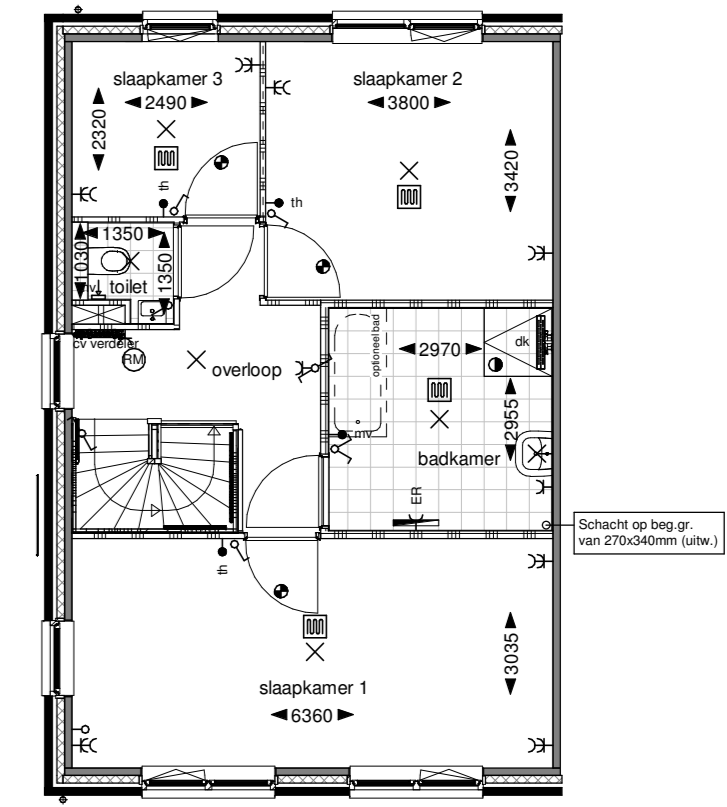 slaapkamer 3
2490
2320
th
slaapkamer 2
3800
3420
th
1350
1030
1350
mv
toilet
cv verdeler
RM
overloop
optioneel bad
2970
dk
2955
mv
badkamer
ER
Schacht op beg.gr.
van 270x340mm (uitw.)
th
slaapkamer 1
6360
3035